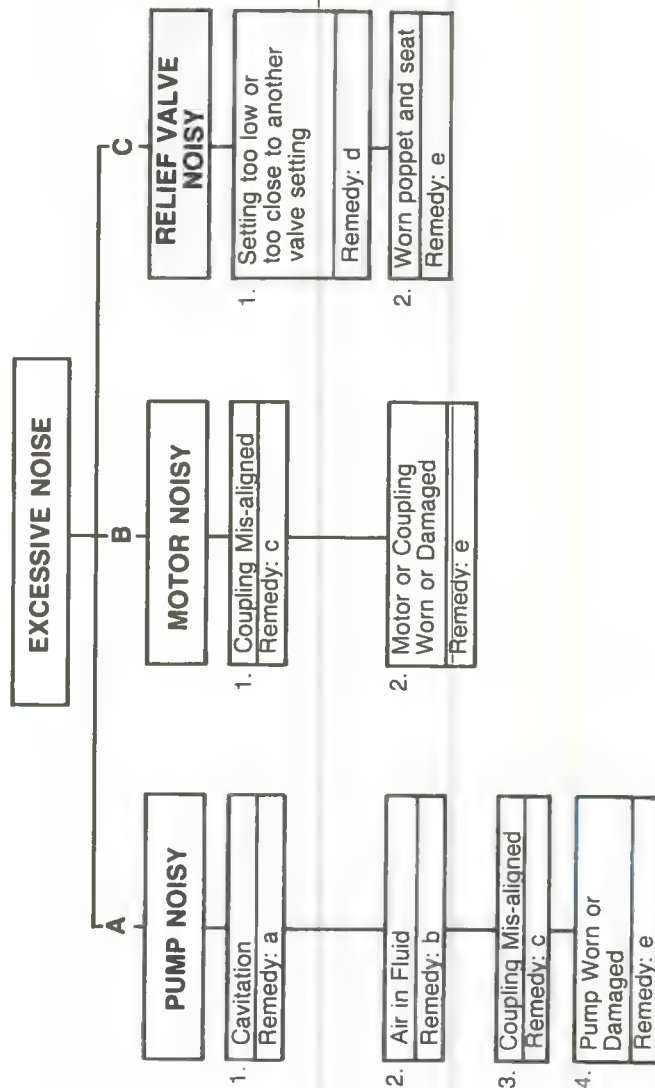 EXCESSIVE NOISE
A
PUMP NOISY
1. Cavitation
Remedy: a
2. Air in Fluid
Remedy: b
3. Coupling Mis-aligned
Remedy: c
4. Pump Worn or
Damaged
Remedy: e
B
MOTOR NOISY
1. Coupling Mis-aligned
Remedy: c
2. Motor or Coupling
Worn or Damaged
Remedy: e
C
RELIEF VALVE
NOISY
1. Setting too low or
too close to another
valve setting
Remedy: d
2. Worn poppet and seat
Remedy: e